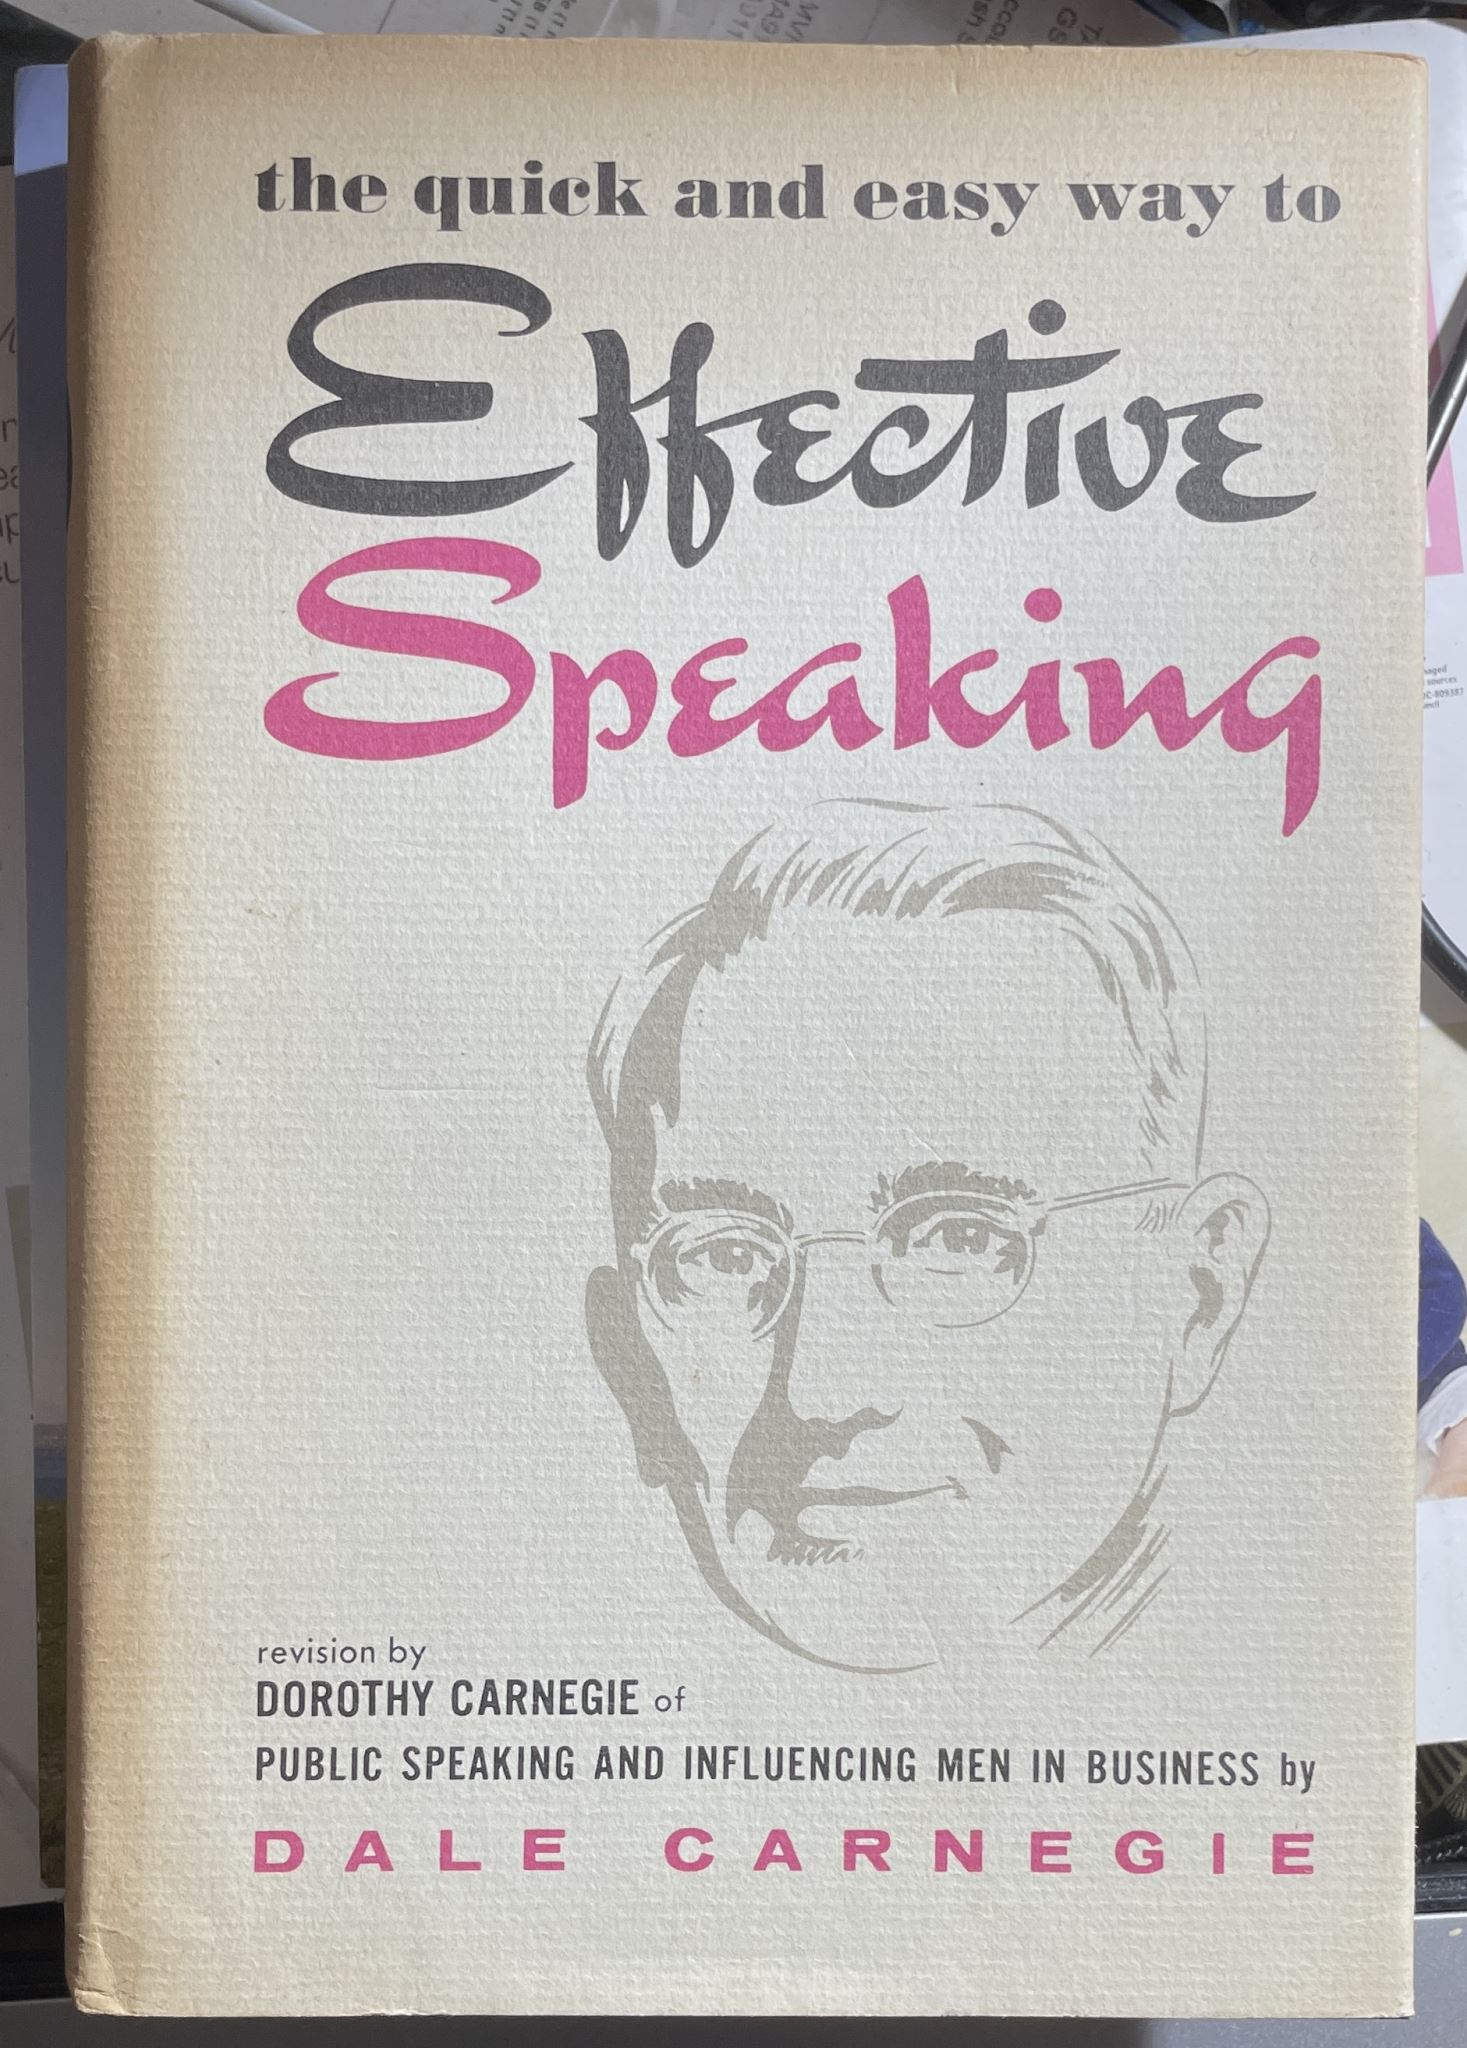 the quick and easy way to
Effective
Speaking
revision by
DOROTHY CARNEGIE of
PUBLIC SPEAKING AND INFLUENCING MEN IN BUSINESS by
DALE CARNEGIE